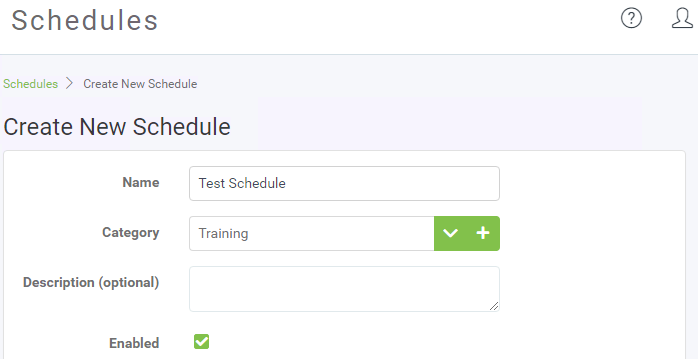 Schedules
Schedules > Create New Schedule
Create New Schedule
Name Test Schedule
Category Training
Description (optional)
Enabled